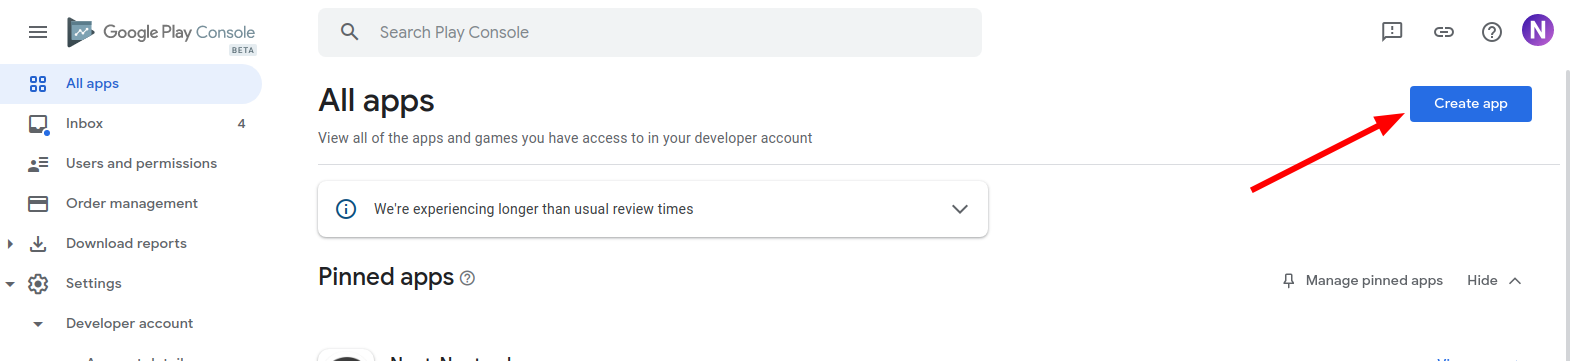 Google Play Console
BETA
Search Play Console
N
All apps
Inbox 4
Users and permissions
Order management
Download reports
Settings
Developer account
All apps
Create app
View all of the apps and games you have access to in your developer account
We're experiencing longer than usual review times
Pinned apps
Manage pinned apps Hide